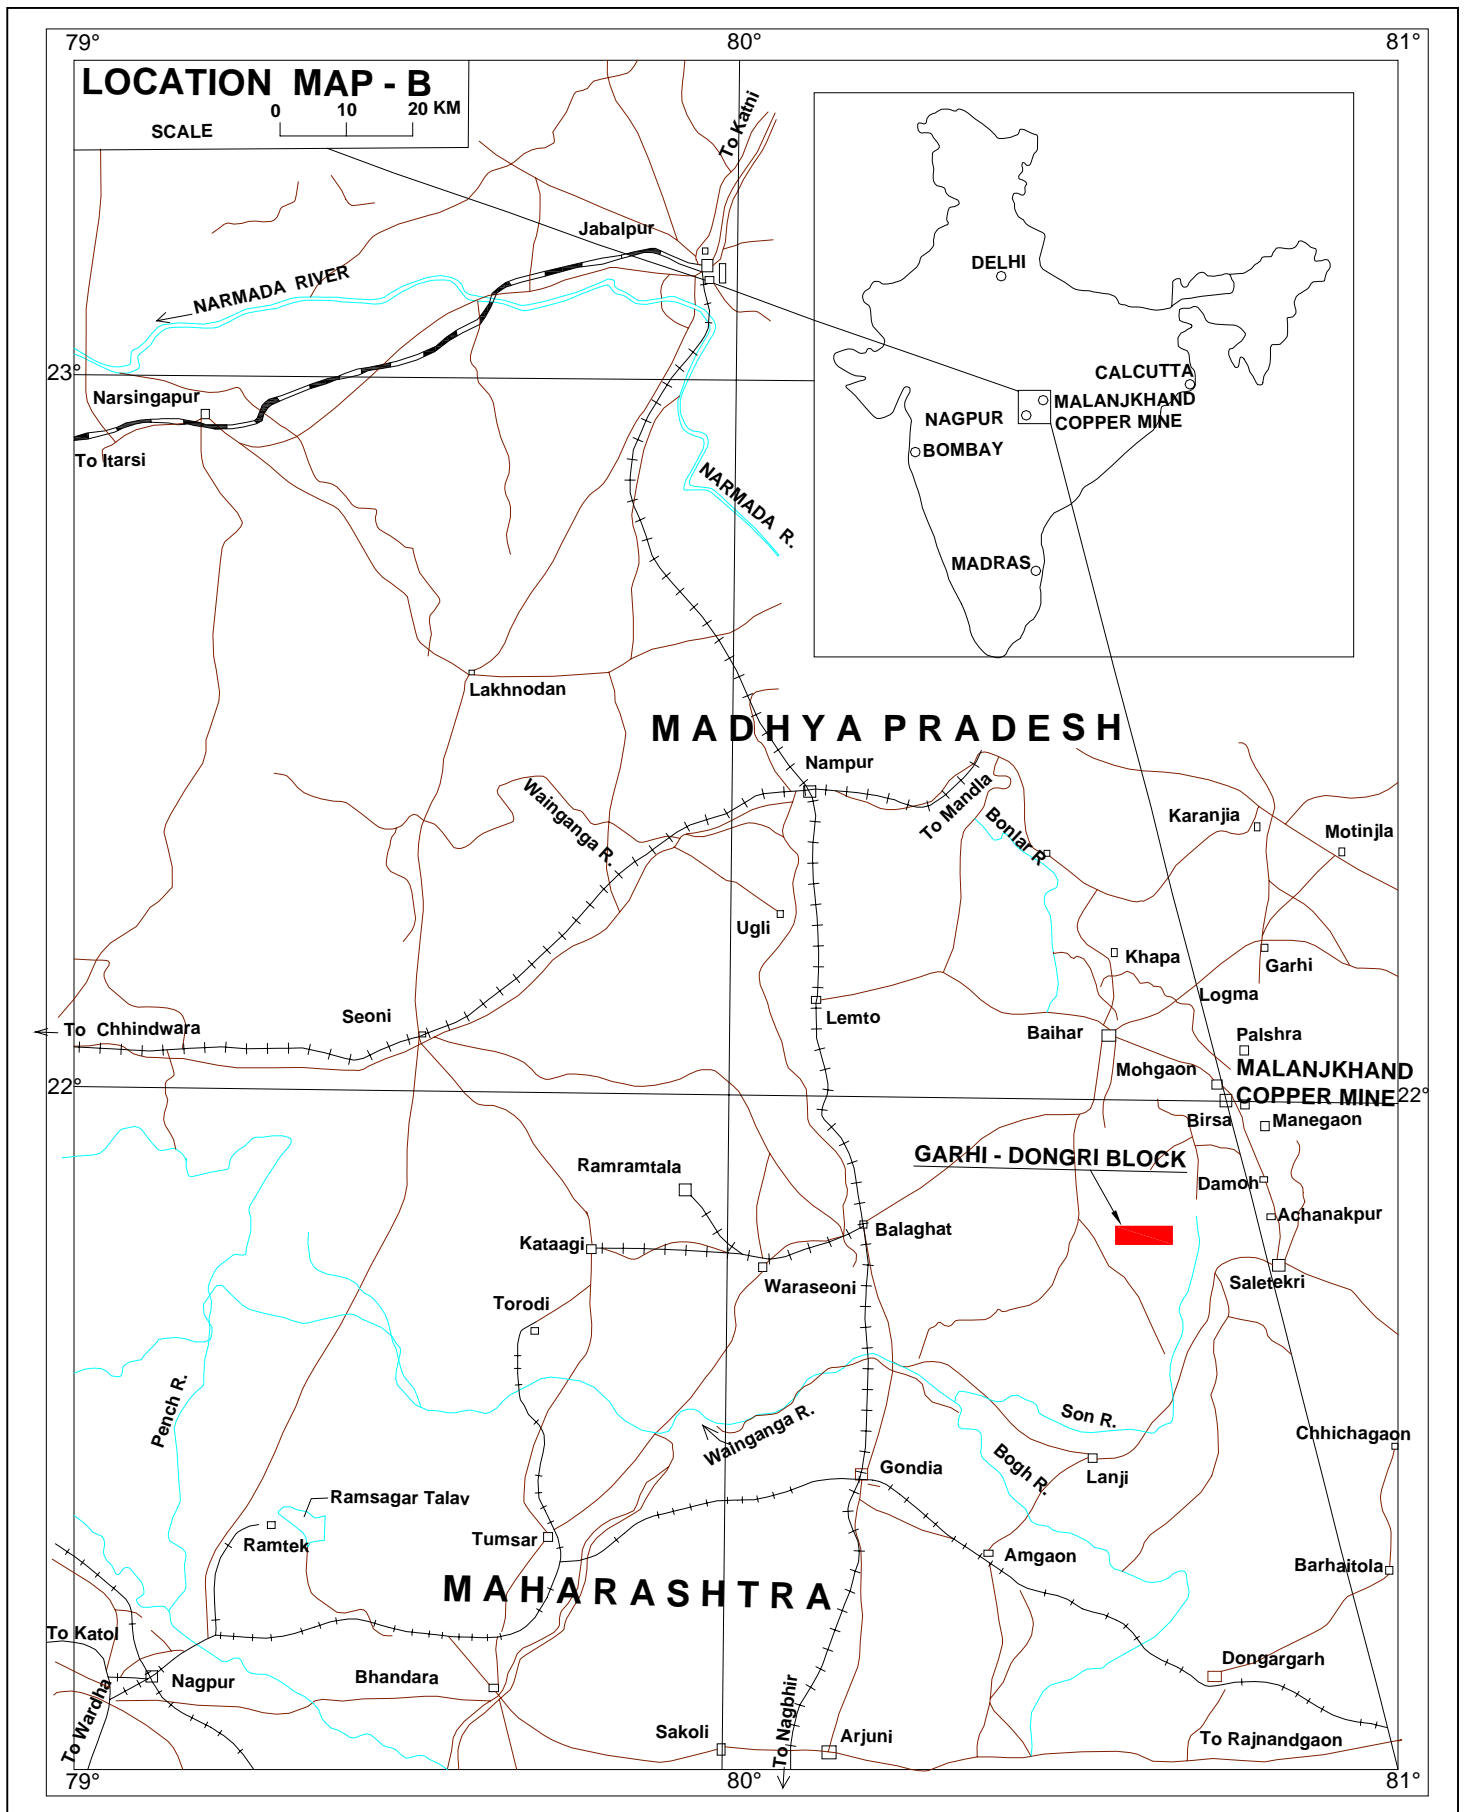 79°
80°
81°
LOCATION MAP - B
0 10 20 KM
SCALE
To Katni
Jabalpur
NARMADA RIVER
DELHI
23°
CALCUTTA
Narsingapur
MALANJKHAND
COPPER MINE
NAGPUR
BOMBAY
To Itarsi
NARMADA R.
MADRAS
Lakhnodan
MADHYA PRADESH
Nampur
Wainganga R.
To Mandla
Bonlar R
Karanjia
Motinjla
Ugli
Khapa
Garhi
Logma
Seoni
Lemto
To Chhindwara
Baihar
Palshra
Mohgaon
MALANJKHAND
COPPER MINE
22°
22°
Birsa
Manegaon
GARHI - DONGRI BLOCK
Ramramtala
Damoh
Achanakpur
Balaghat
Kataagi
Waraseoni
Saletekri
Torodi
Pench R.
Wainganga R.
Son R.
Chhichagaon
Bogh R.
Gondia
Lanji
Ramsagar Talav
Ramtek
Tumsar
Amgaon
Barhaitola
MAHARASHTRA
To Katol
Nagpur
Bhandara
Dongargarh
To Wardha
To Nagbhir
Sakoli
Arjuni
To Rajnandgaon
79°
80°
81°